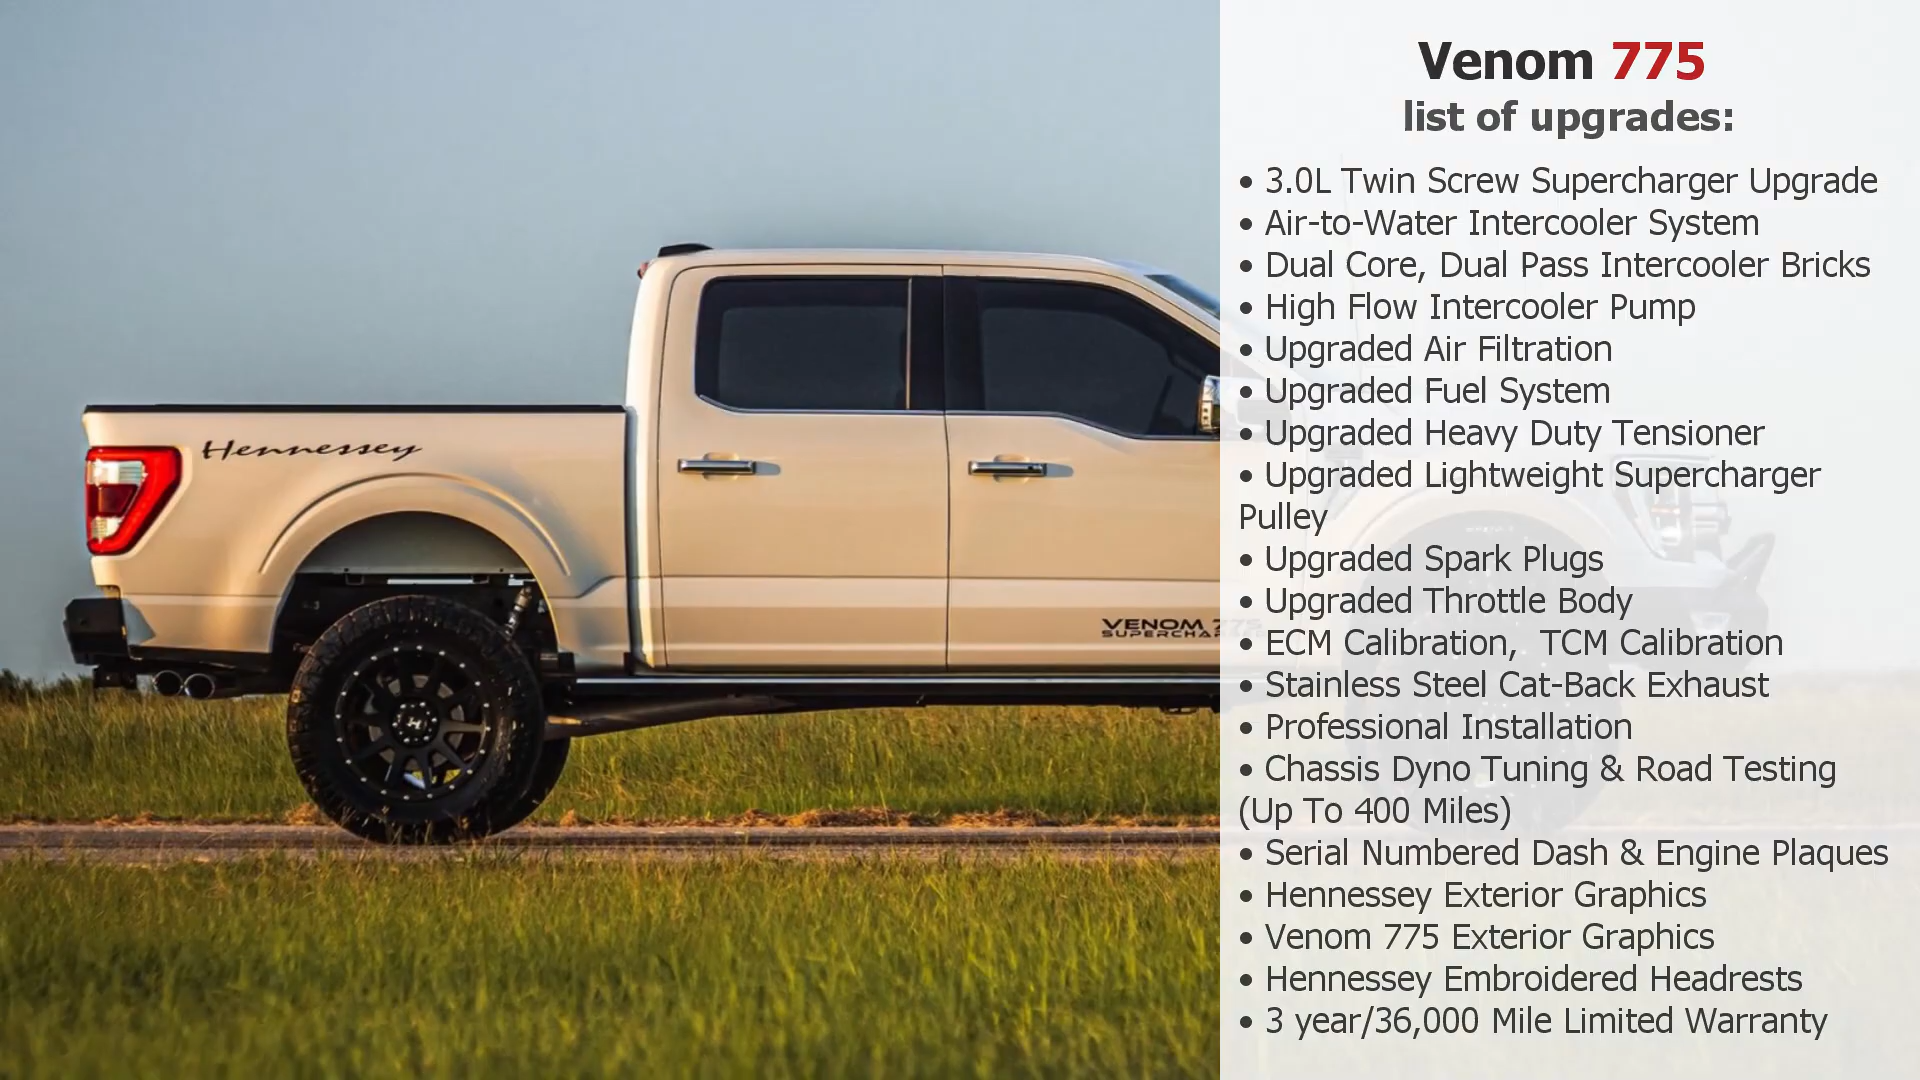 Venom 775
list of upgrades:
• 3.0L Twin Screw Supercharger Upgrade
• Air-to-Water Intercooler System
• Dual Core, Dual Pass Intercooler Bricks
• High Flow Intercooler Pump
• Upgraded Air Filtration
• Upgraded Fuel System
• Upgraded Heavy Duty Tensioner
• Upgraded Lightweight Supercharger
Pulley
• Upgraded Spark Plugs
• Upgraded Throttle Body
• ECM Calibration,  TCM Calibration
• Stainless Steel Cat-Back Exhaust
• Professional Installation
• Chassis Dyno Tuning & Road Testing
(Up To 400 Miles)
• Serial Numbered Dash & Engine Plaques
• Hennessey Exterior Graphics
• Venom 775 Exterior Graphics
• Hennessey Embroidered Headrests
• 3 year/36,000 Mile Limited Warranty
Hennessey
VENOM 775